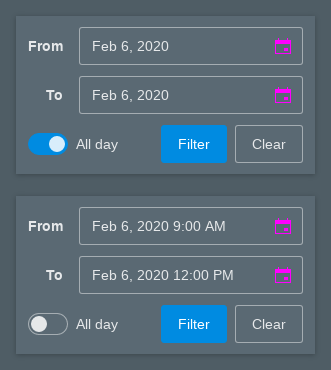 From Feb 6, 2020
To Feb 6, 2020
All day Filter Clear
From Feb 6, 2020 9:00 AM
To Feb 6, 2020 12:00 PM
All day Filter Clear